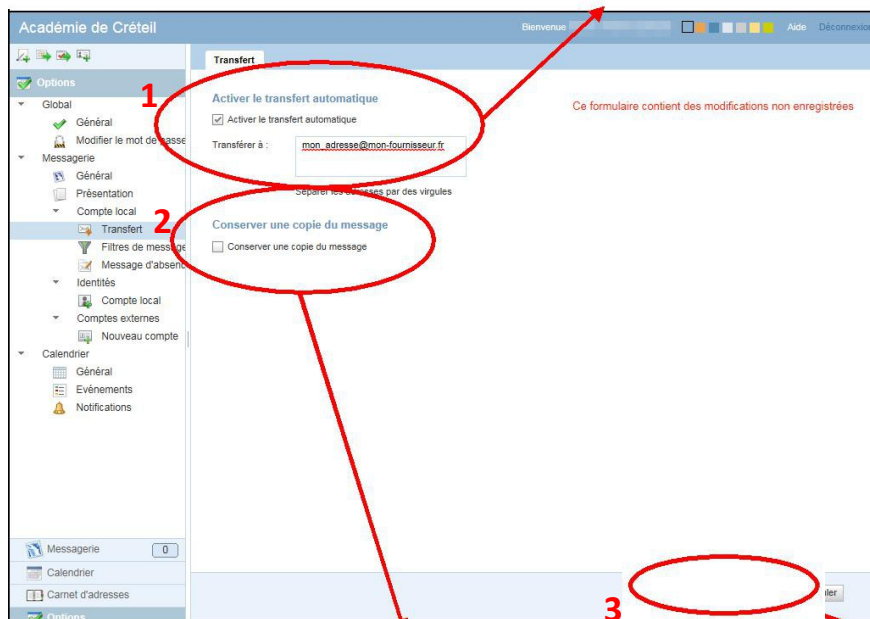 Académie de Créteil
Bienvenue
Aide
Déconnexion
Transfert
Options
Global
Général
Modifier le mot de passe
Messagerie
Général
Présentation
Compte local
Transfert
Filtres de message
Message d'absenc
Identités
Compte local
Comptes externes
Nouveau compte
Calendrier
Général
Evénements
Notifications
1
Activer le transfert automatique
Activer le transfert automatique
Transférer à :
mon_adresse@mon-fournisseur.fr
Séparer les adresses par des virgules
Ce formulaire contient des modifications non enregistrées
2
Conserver une copie du message
Conserver une copie du message
Messagerie
0
Calendrier
Carnet d'adresses
Options
3
uler